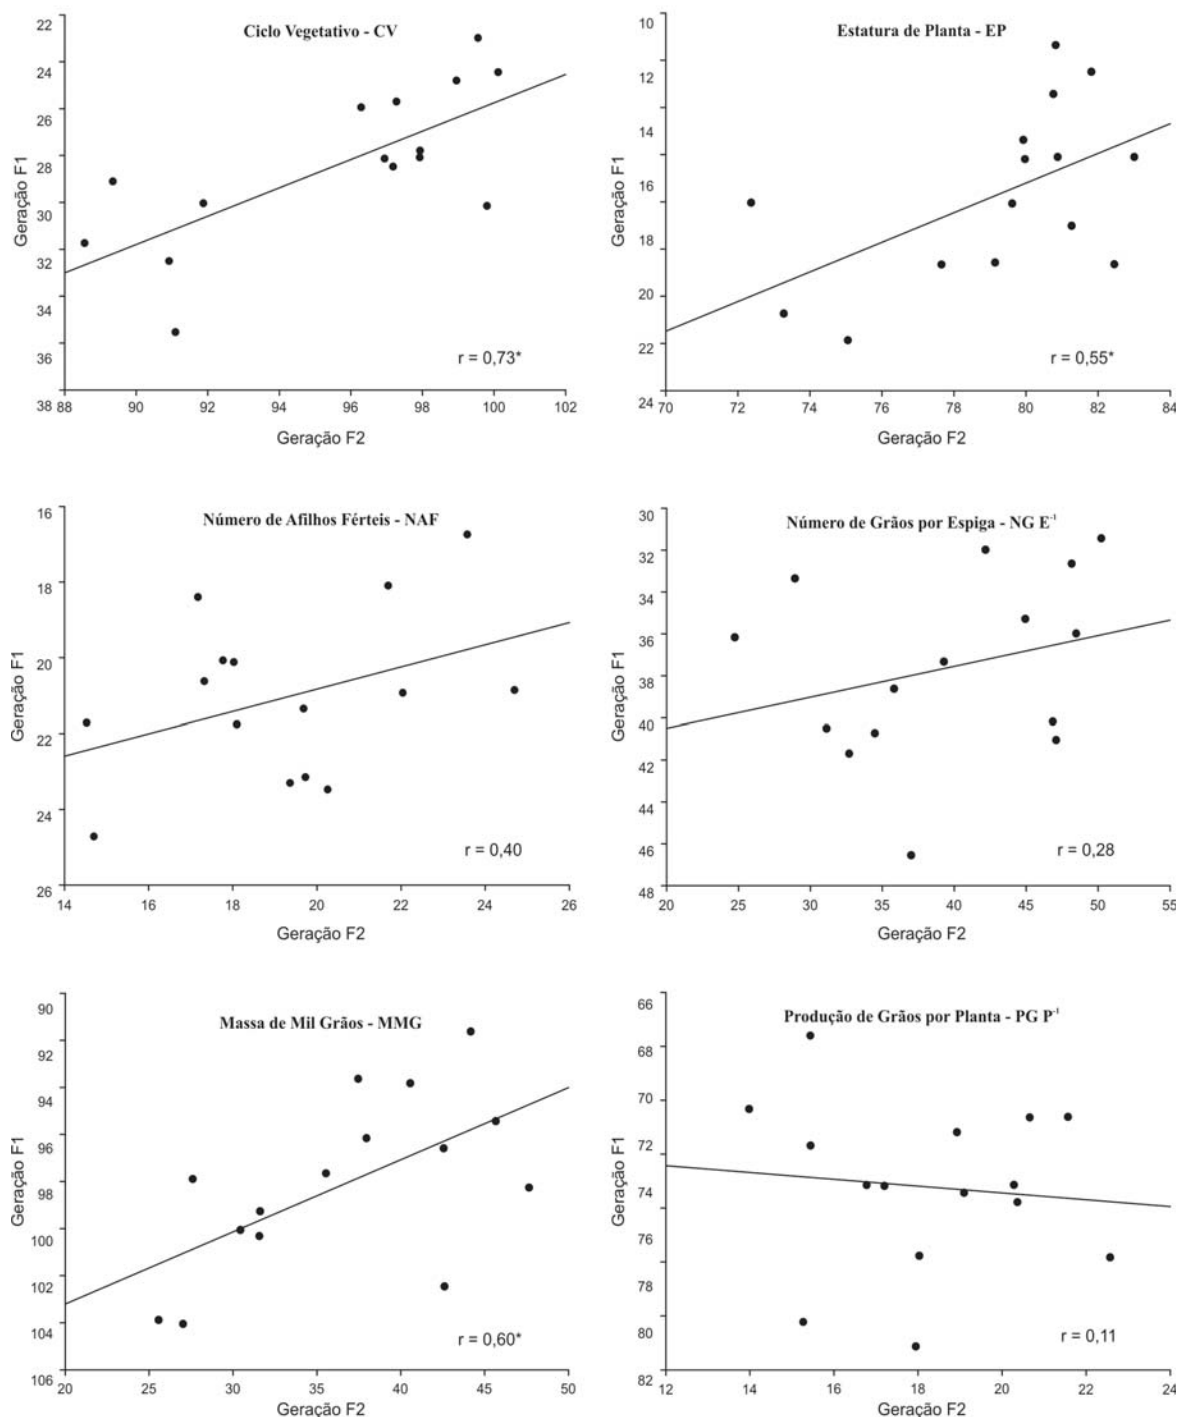 Ciclo Vegetativo - CV
22
24
26
28
30
32
34
36
38
Geração F1
88 90 92 96 98 100 102
Geração F2
r = 0,73*
Estatura de Planta - EP
10
12
14
16
18
20
22
24
Geração F1
70 72 75 76 79 80 82 84
Geração F2
r = 0,55*
Número de Afilhos Férteis - NAF
16
18
20
22
24
26
Geração F1
14 16 18 20 22 24 26
Geração F2
r = 0,40
Número de Grãos por Espiga - NG E⁻¹
30
32
34
36
38
40
42
44
46
48
Geração F1
20 25 30 35 40 45 50 55
Geração F2
r = 0,28
Massa de Mil Grãos - MMG
90
92
94
96
98
100
102
104
106
Geração F1
20 25 30 35 40 45 50
Geração F2
r = 0,60*
Produção de Grãos por Planta - PG P⁻¹
66
68
70
72
74
76
78
80
82
Geração F1
12 14 16 18 20 22 24
Geração F2
r = 0,11